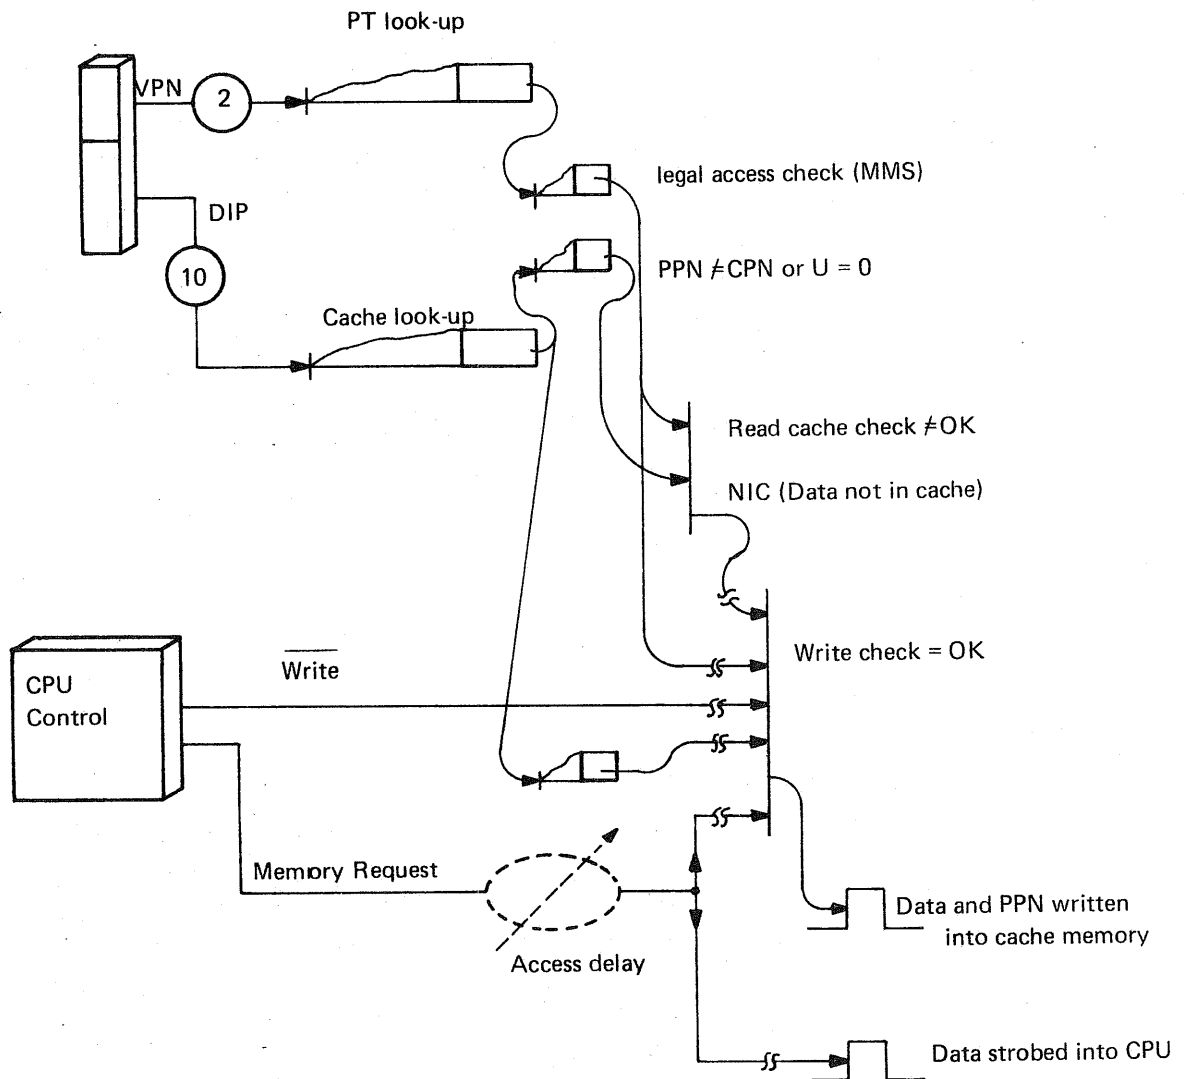 PT look-up
VPN
2
legal access check (MMS)
DIP
PPN ≠CPN or U = 0
10
Cache look-up
Read cache check ≠OK
NIC (Data not in cache)
Write
Write check = OK
CPU
Control
Memory Request
Data and PPN written
into cache memory
Access delay
Data strobed into CPU